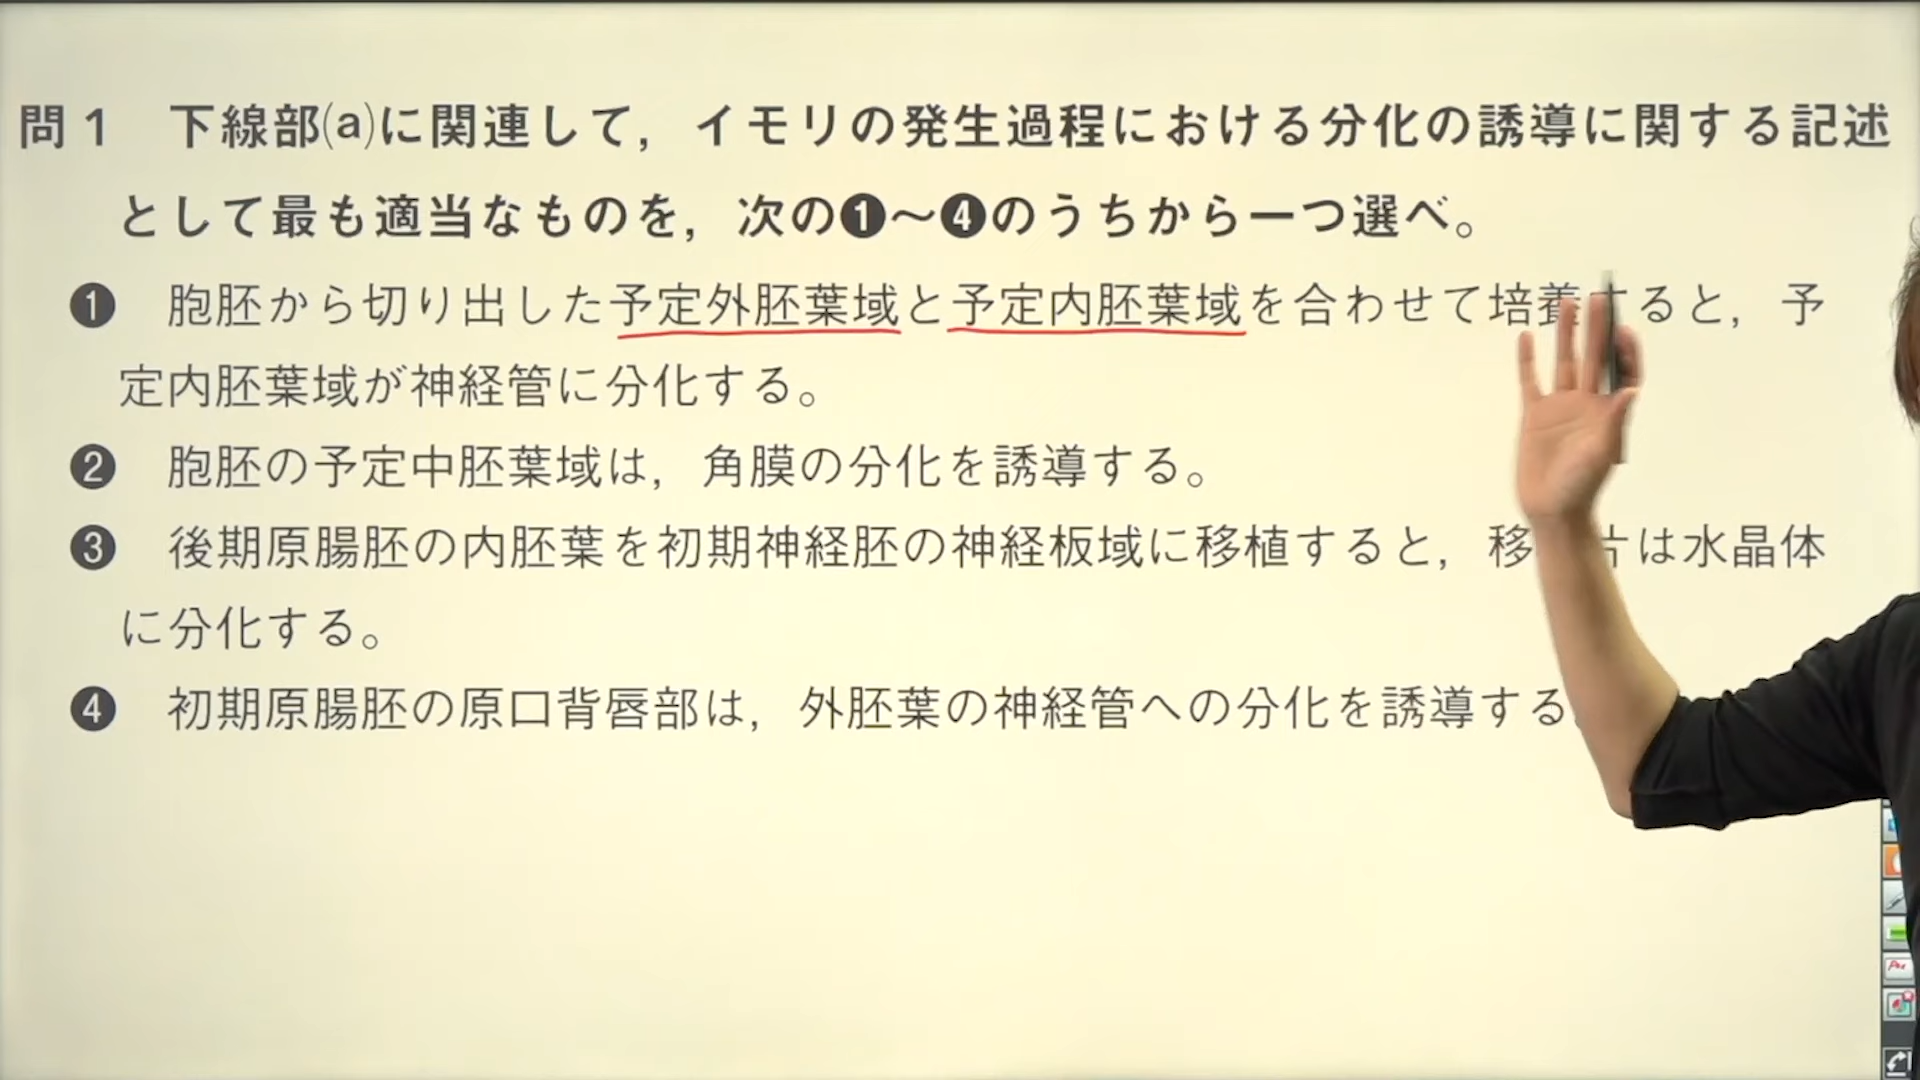 問1 下線部(a)に関連して，イモリの発生過程における分化の誘導に関する記述
として最も適当なものを，次の❶～❹のうちから一つ選べ。
❶ 胞胚から切り出した予定外胚葉域と予定内胚葉域を合わせて培養すると，予
定内胚葉域が神経管に分化する。
❷ 胞胚の予定中胚葉域は，角膜の分化を誘導する。
❸ 後期原腸胚の内胚葉を初期神経胚の神経板域に移植すると，移 片は水晶体
に分化する。
❹ 初期原腸胚の原口背唇部は，外胚葉の神経管への分化を誘導する